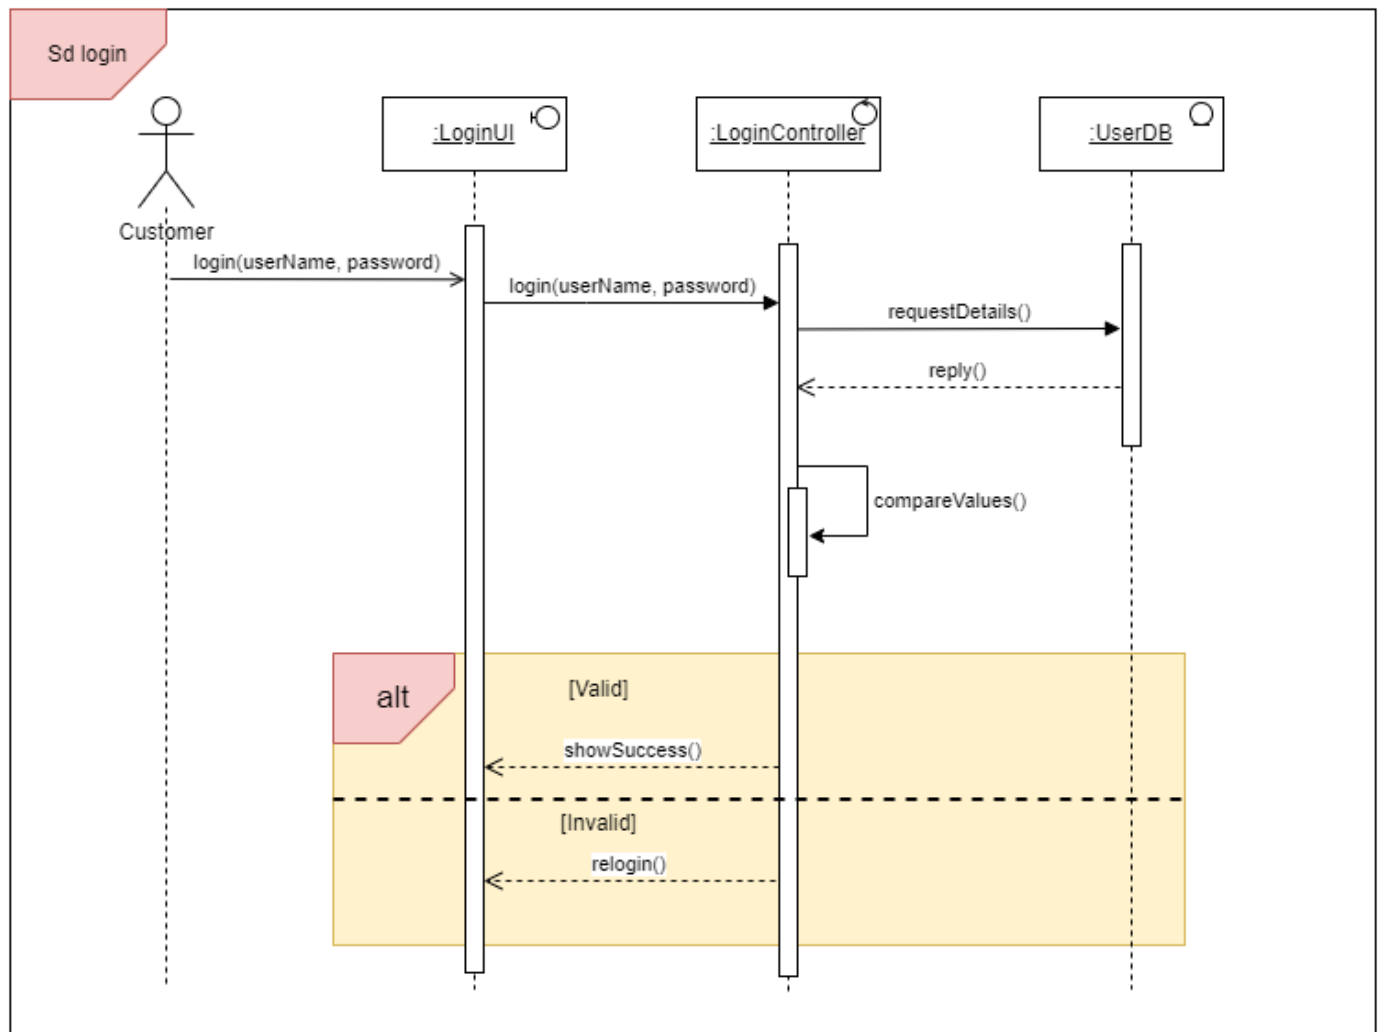 Sd login
:LoginUI
:LoginController
:UserDB
Customer
login(userName, password)
login(userName, password)
requestDetails()
reply()
compareValues()
alt
[Valid]
showSuccess()
[Invalid]
relogin()